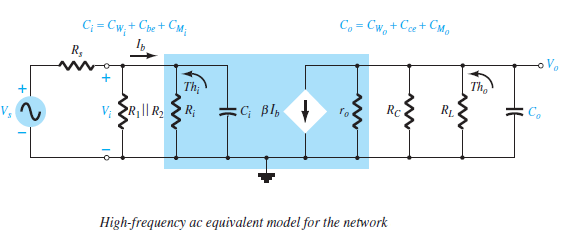 C_i = C_{W_i} + C_{be} + C_{M_i}
C_o = C_{W_o} + C_{ce} + C_{M_o}
R_s
I_b
+
+
V_s
V_i
R_1 || R_2
Th_i
R_i
C_i
βI_b
r_o
R_C
R_L
Th_o
C_o
V_o
–
–
High-frequency ac equivalent model for the network